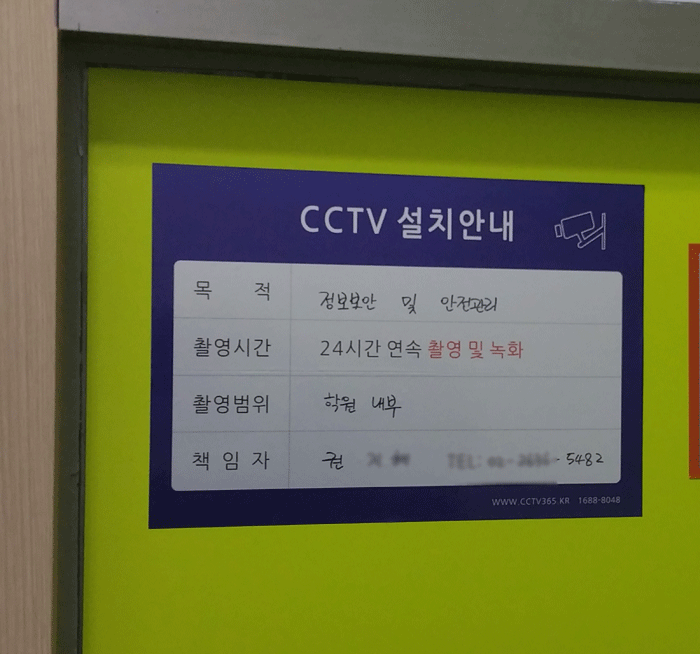 CCTV 설치안내
목 적 정보보안 및 안전관리
촬영시간 24시간 연속 촬영 및 녹화
촬영범위 학원 내부
책 임 자 권 TEL: - 5482
WWW.CCTV365.KR 1688-8048